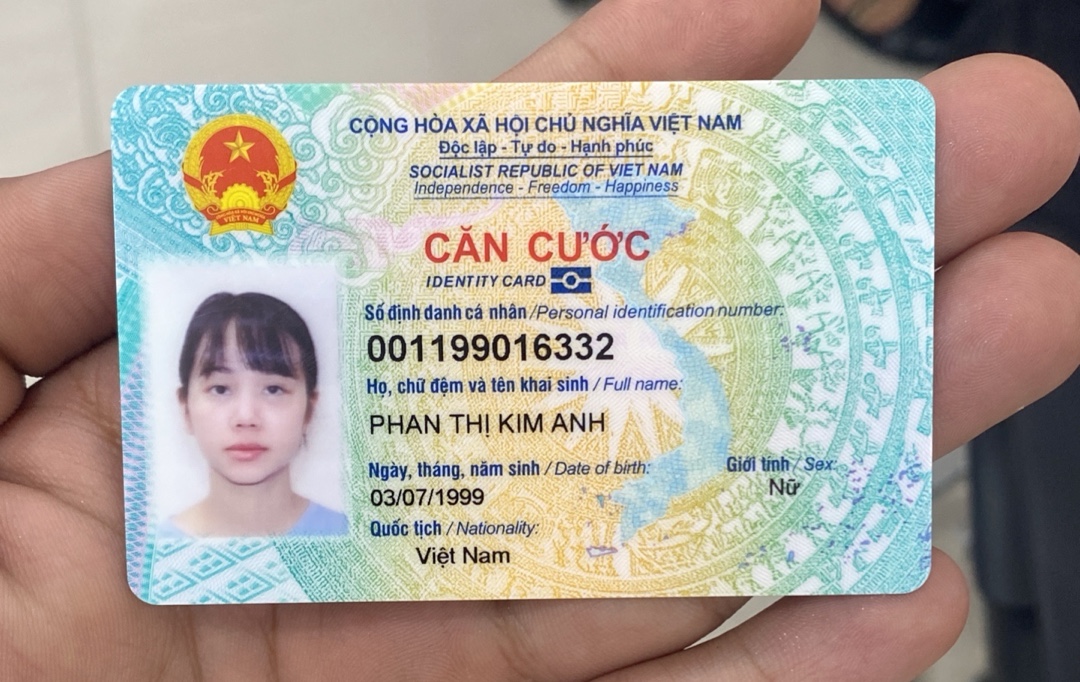 CỘNG HÒA XÃ HỘI CHỦ NGHĨA VIỆT NAM
Độc lập - Tự do - Hạnh phúc
SOCIALIST REPUBLIC OF VIET NAM
Independence - Freedom - Happiness
VIỆT NAM
CĂN CƯỚC
IDENTITY CARD
Số định danh cá nhân /Personal identification number:
001199016332
Họ, chữ đệm và tên khai sinh / Full name:
PHAN THỊ KIM ANH
Ngày, tháng, năm sinh / Date of birth:
Giới tính / Sex:
03/07/1999
Nữ
Quốc tịch / Nationality:
Việt Nam